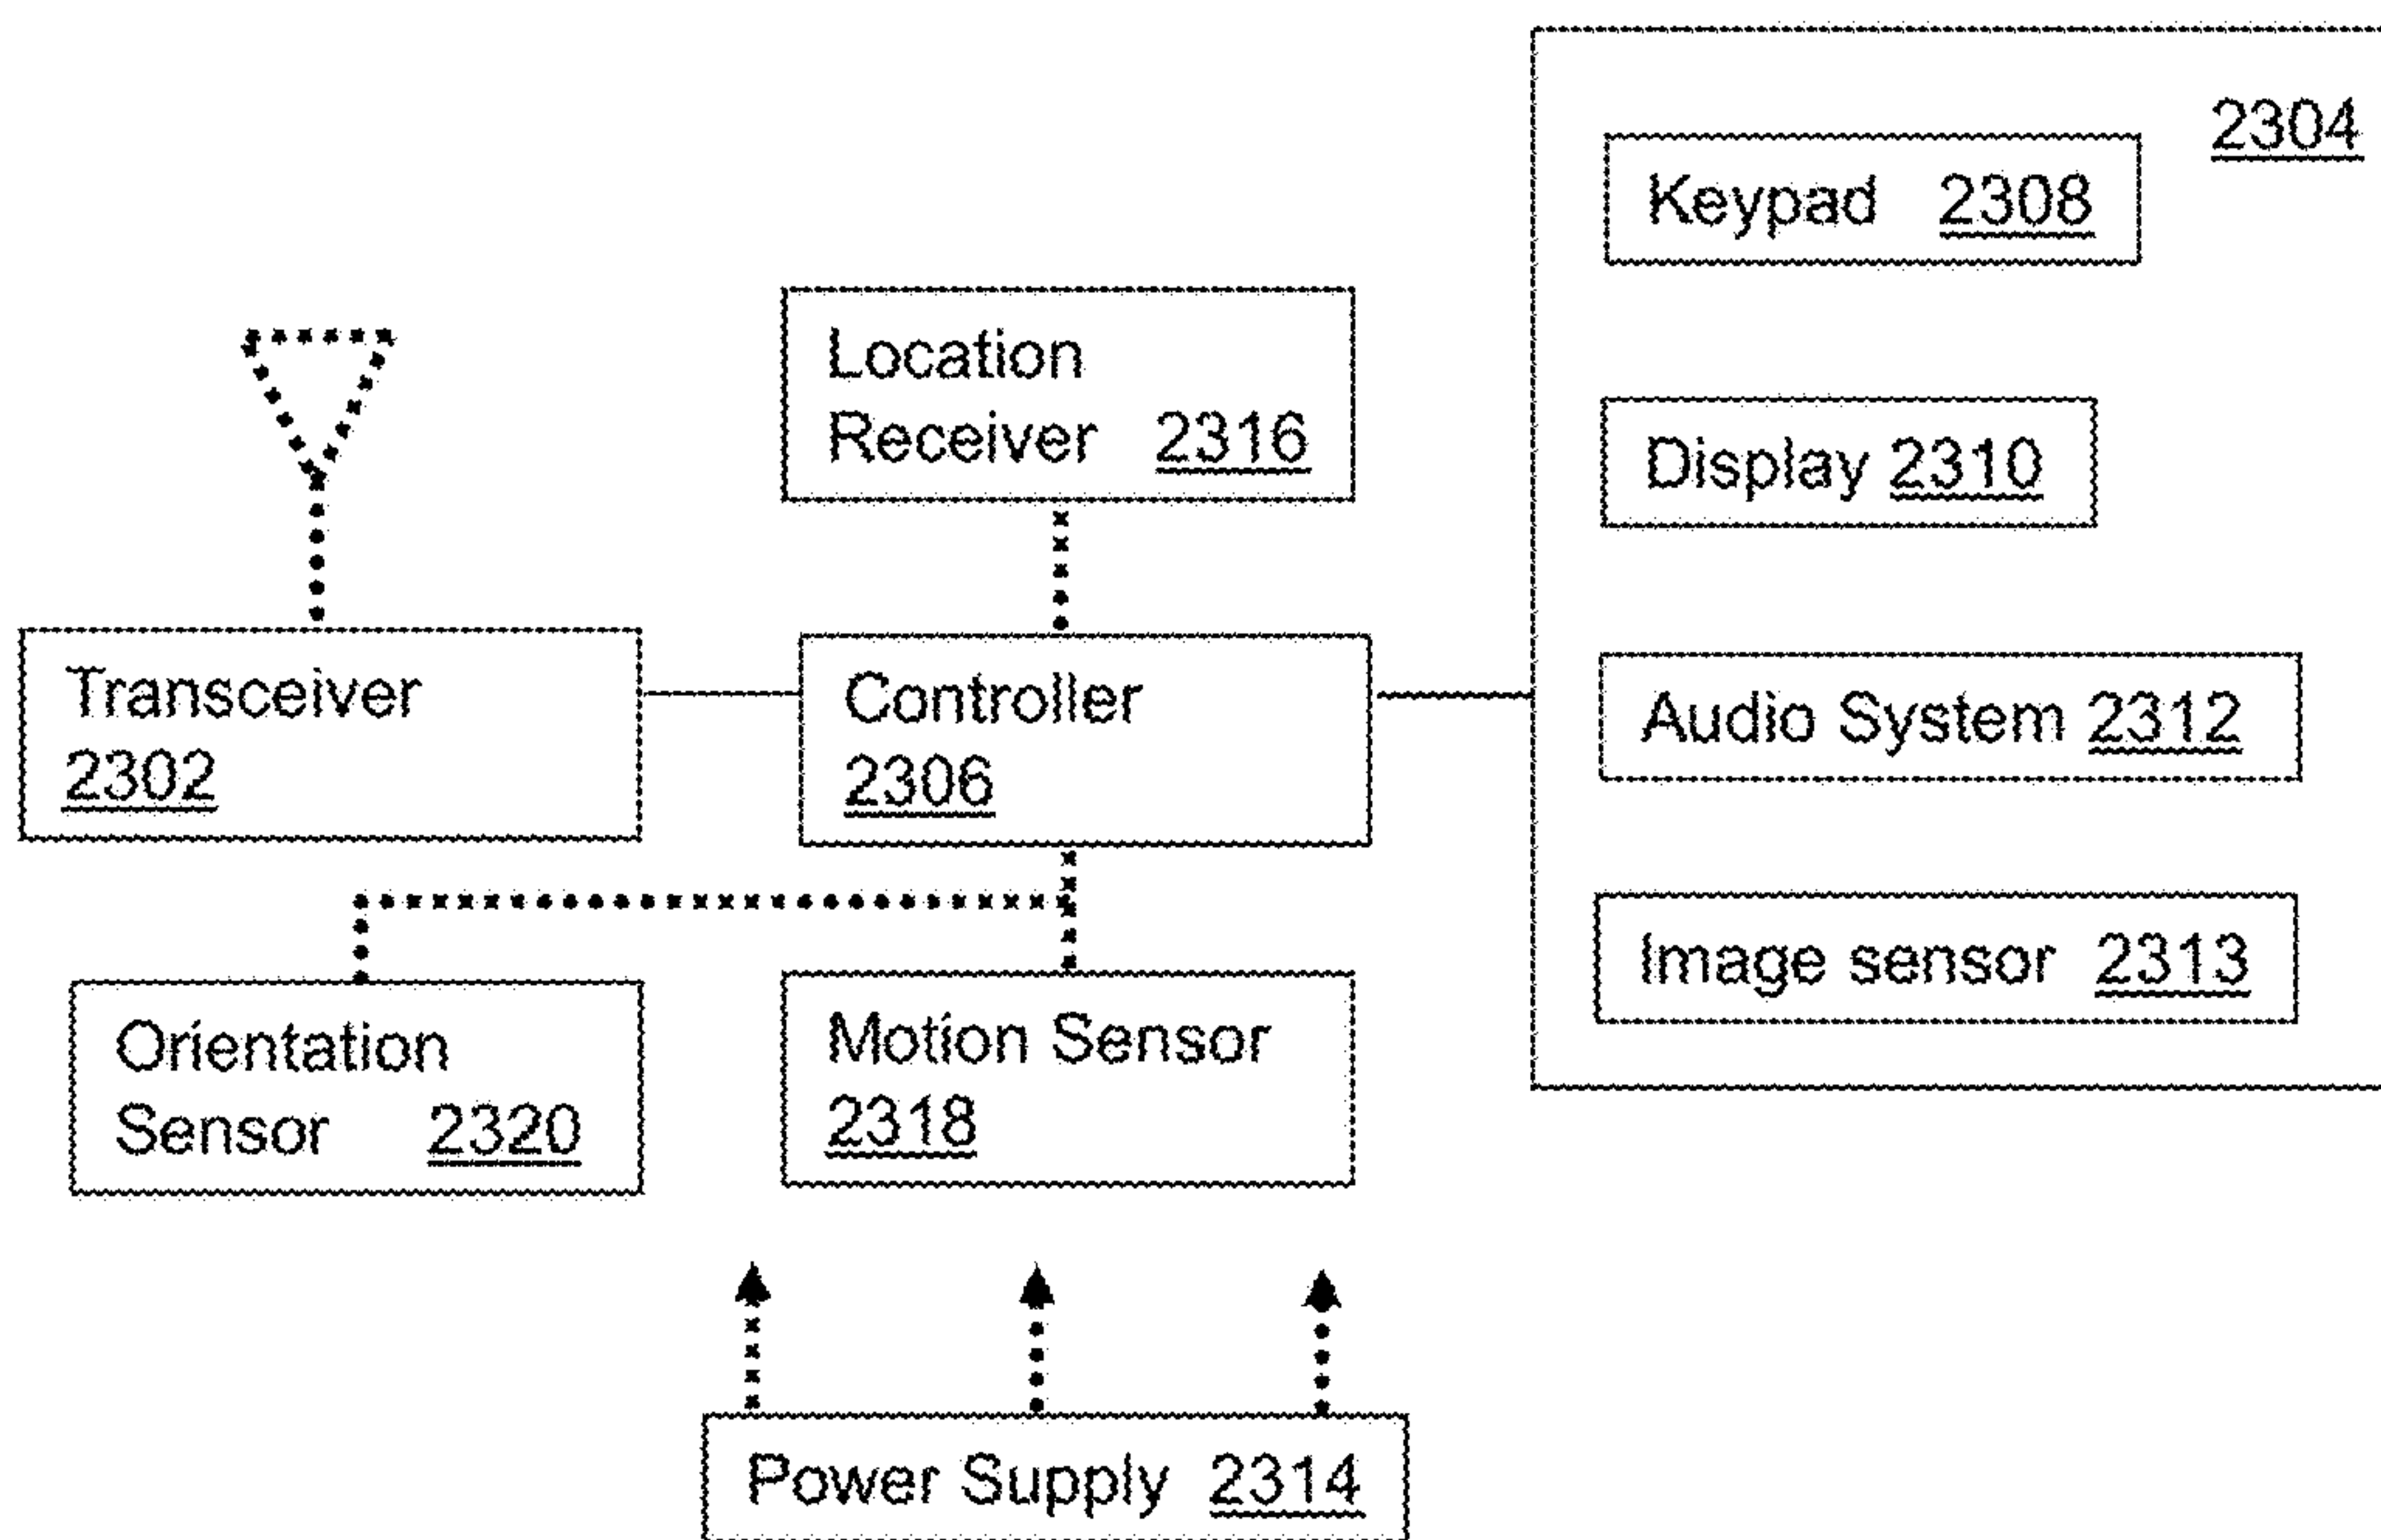 2304
Keypad 2308
Location
Receiver 2316
Display 2310
Transceiver
2302
Controller
2306
Audio System 2312
Image sensor 2313
Orientation
Sensor 2320
Motion Sensor
2318
Power Supply 2314